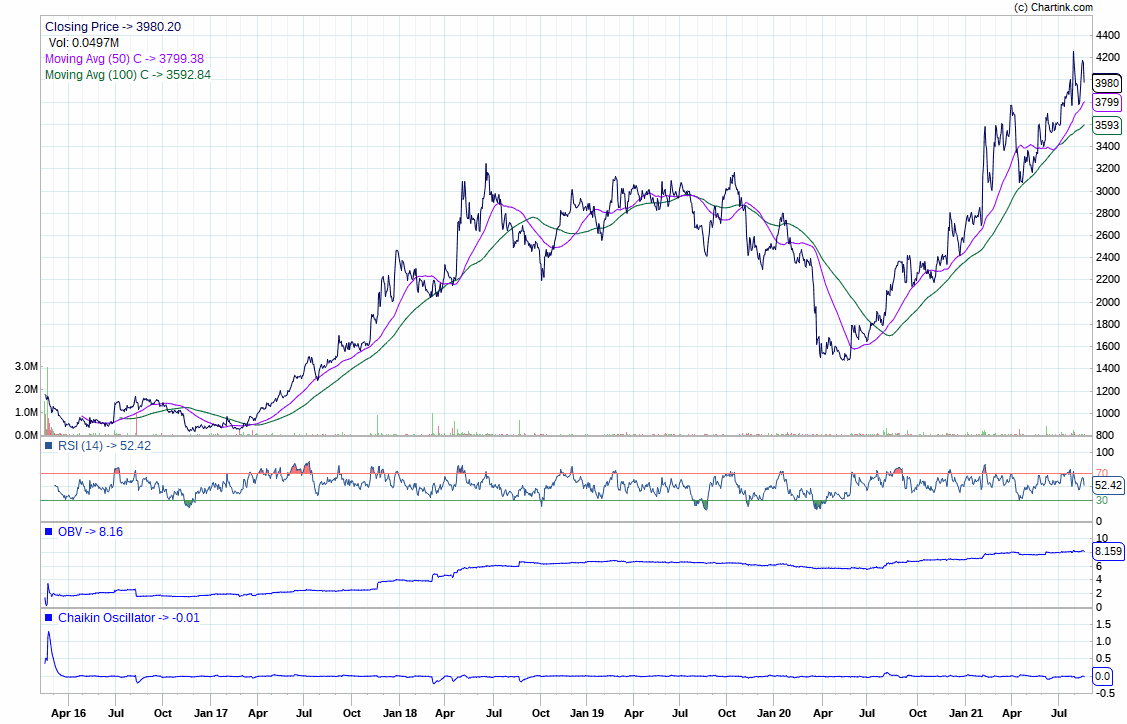 (c) Chartink.com
Closing Price -> 3980.20
Vol: 0.0497M
Moving Avg (50) C -> 3799.38
Moving Avg (100) C -> 3592.84
4400
4200
3980
3799
3593
3400
3200
3000
2800
2600
2400
2200
2000
1800
1600
1400
1200
1000
800
3.0M
2.0M
1.0M
0.0M
RSI (14) -> 52.42
100
70
52.42
30
0
OBV -> 8.16
10
8.159
6
4
2
0
Chaikin Oscillator -> -0.01
1.5
1.0
0.5
0.0
-0.5
Apr 16 Jul Oct Jan 17 Apr Jul Oct Jan 18 Apr Jul Oct Jan 19 Apr Jul Oct Jan 20 Apr Jul Oct Jan 21 Apr Jul